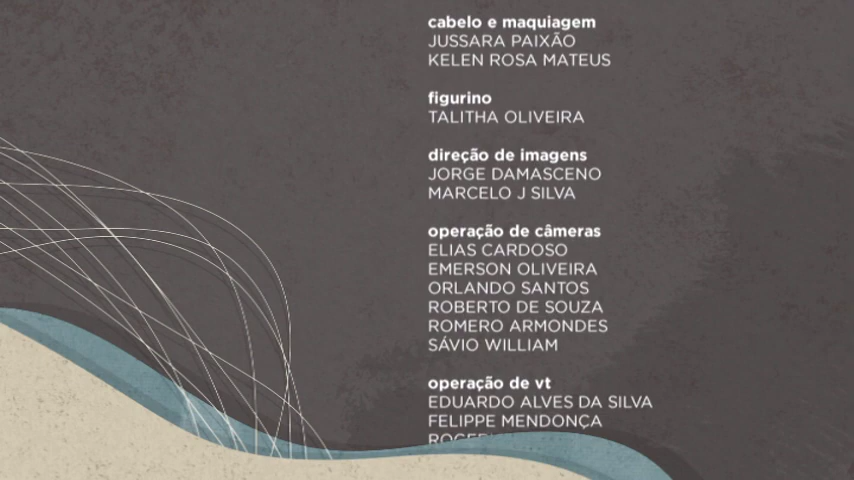 cabelo e maquiagem
JUSSARA PAIXÃO
KELEN ROSA MATEUS
figurino
TALITHA OLIVEIRA
direção de imagens
JORGE DAMASCENO
MARCELO J SILVA
operação de câmeras
ELIAS CARDOSO
EMERSON OLIVEIRA
ORLANDO SANTOS
ROBERTO DE SOUZA
ROMERO ARMONDES
SÁVIO WILLIAM
operação de vt
EDUARDO ALVES DA SILVA
FELIPPE MENDONÇA